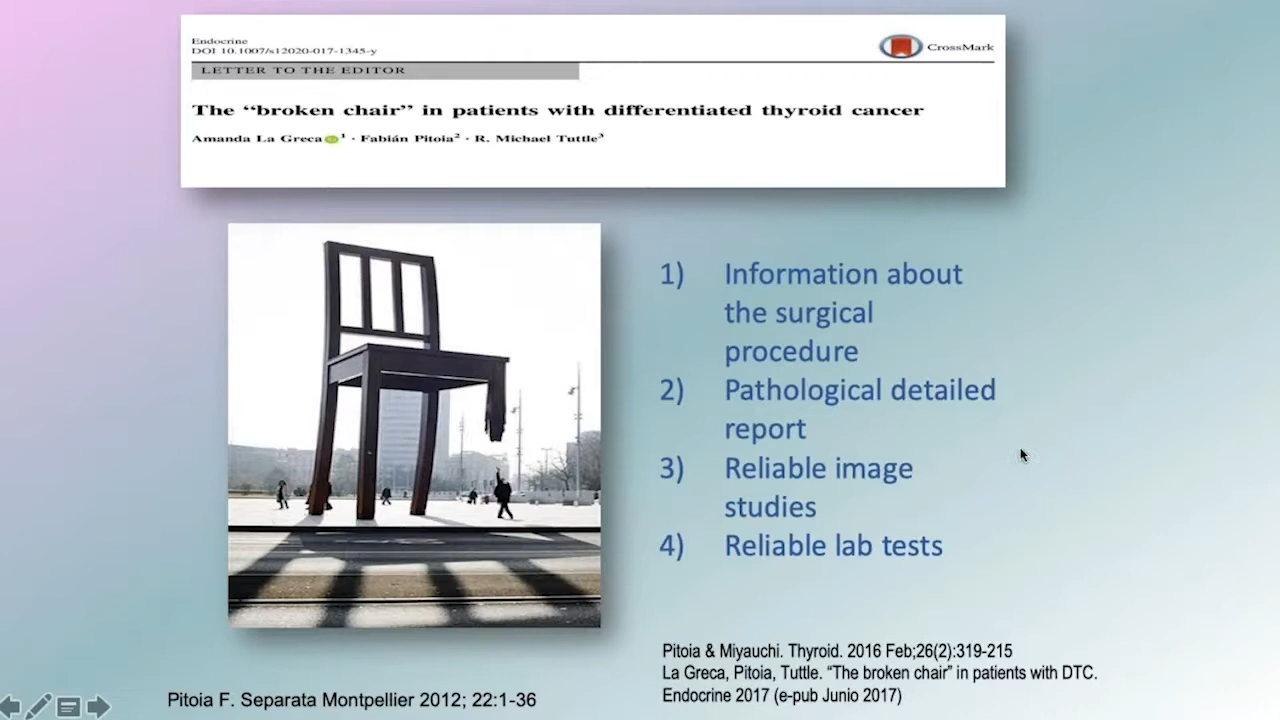 Endocrine
DOI 10.1007/s12020-017-1345-y
CrossMark
LETTER TO THE EDITOR
The “broken chair” in patients with differentiated thyroid cancer
Amanda La Greca 1 · Fabián Pitoia2 · R. Michael Tuttle3
1) Information about
the surgical
procedure
2) Pathological detailed
report
3) Reliable image
studies
4) Reliable lab tests
Pitoia & Miyauchi. Thyroid. 2016 Feb;26(2):319-215
La Greca, Pitoia, Tuttle. “The broken chair” in patients with DTC.
Endocrine 2017 (e-pub Junio 2017)
Pitoia F. Separata Montpellier 2012; 22:1-36